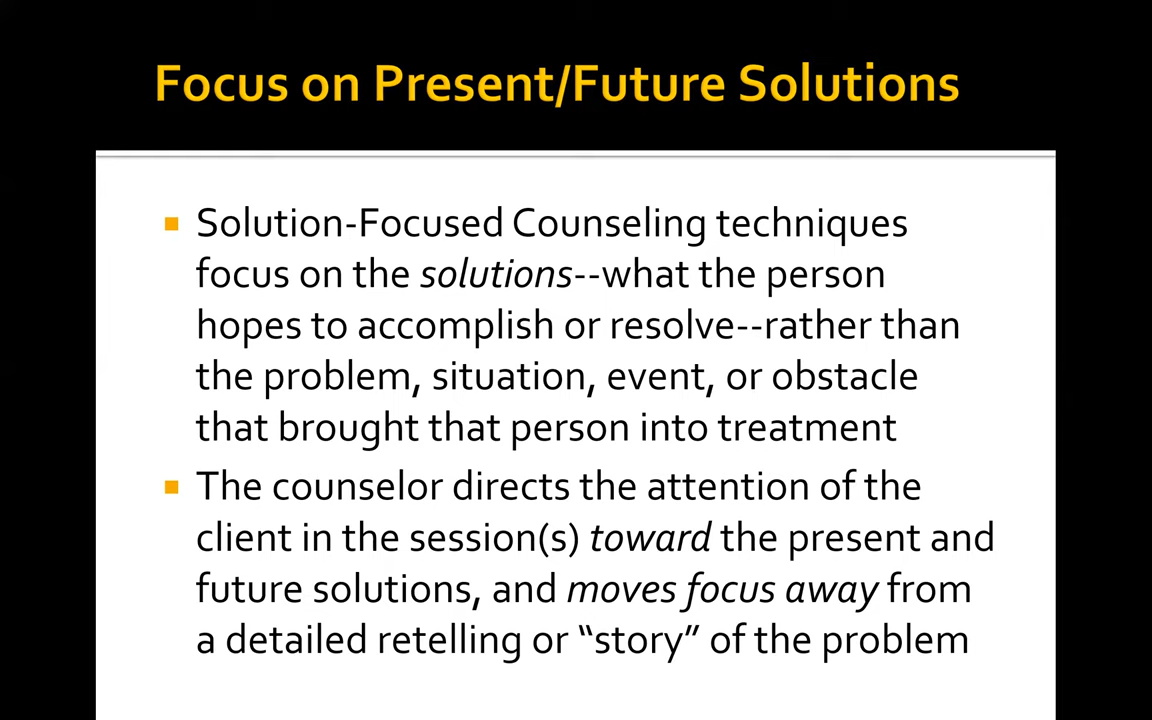 Focus on Present/Future Solutions
Solution-Focused Counseling techniques
focus on the solutions--what the person
hopes to accomplish or resolve--rather than
the problem, situation, event, or obstacle
that brought that person into treatment
The counselor directs the attention of the
client in the session(s) toward the present and
future solutions, and moves focus away from
a detailed retelling or “story” of the problem